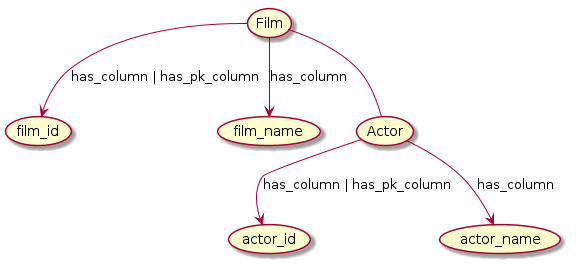 Film
has_column | has_pk_column
has_column
film_id
film_name
Actor
has_column | has_pk_column
has_column
actor_id
actor_name